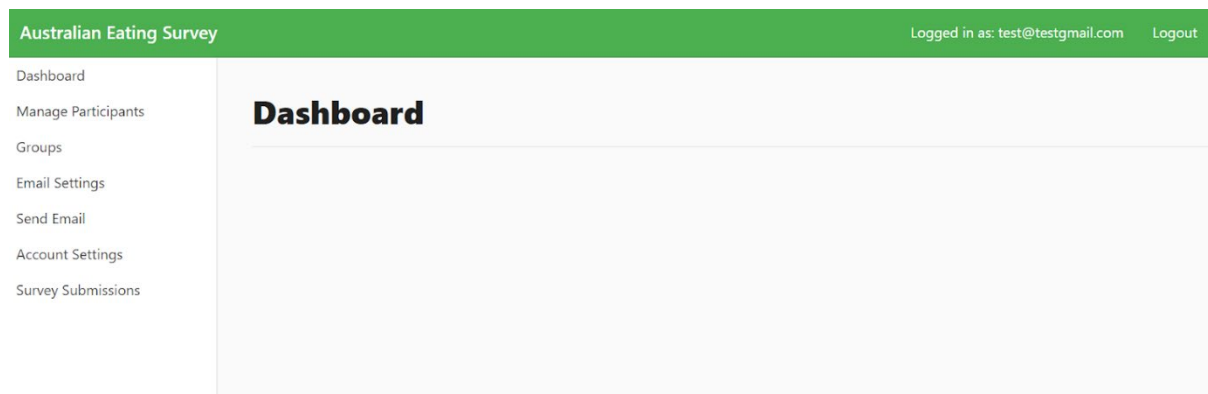 Australian Eating Survey
Logged in as: test@testgmail.com Logout
Dashboard
Manage Participants
Groups
Email Settings
Send Email
Account Settings
Survey Submissions
Dashboard